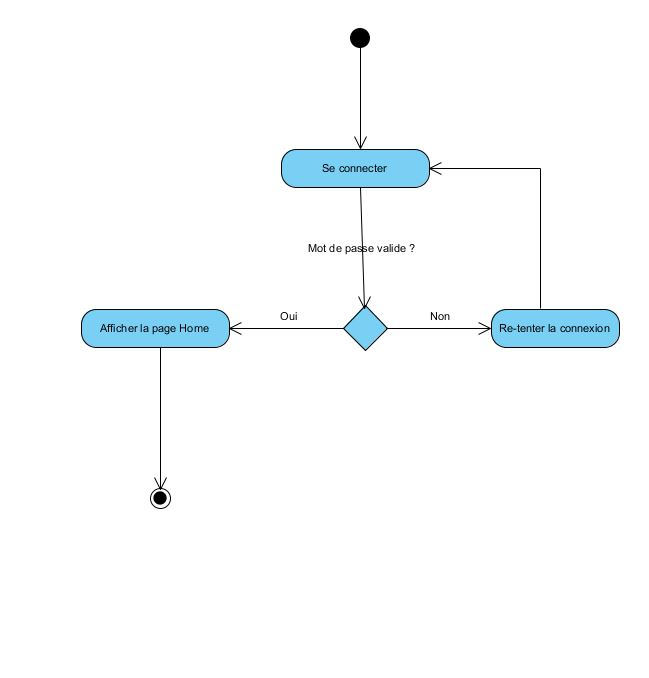 Se connecter
Mot de passe valide ?
Oui
Non
Afficher la page Home
Re-tenter la connexion